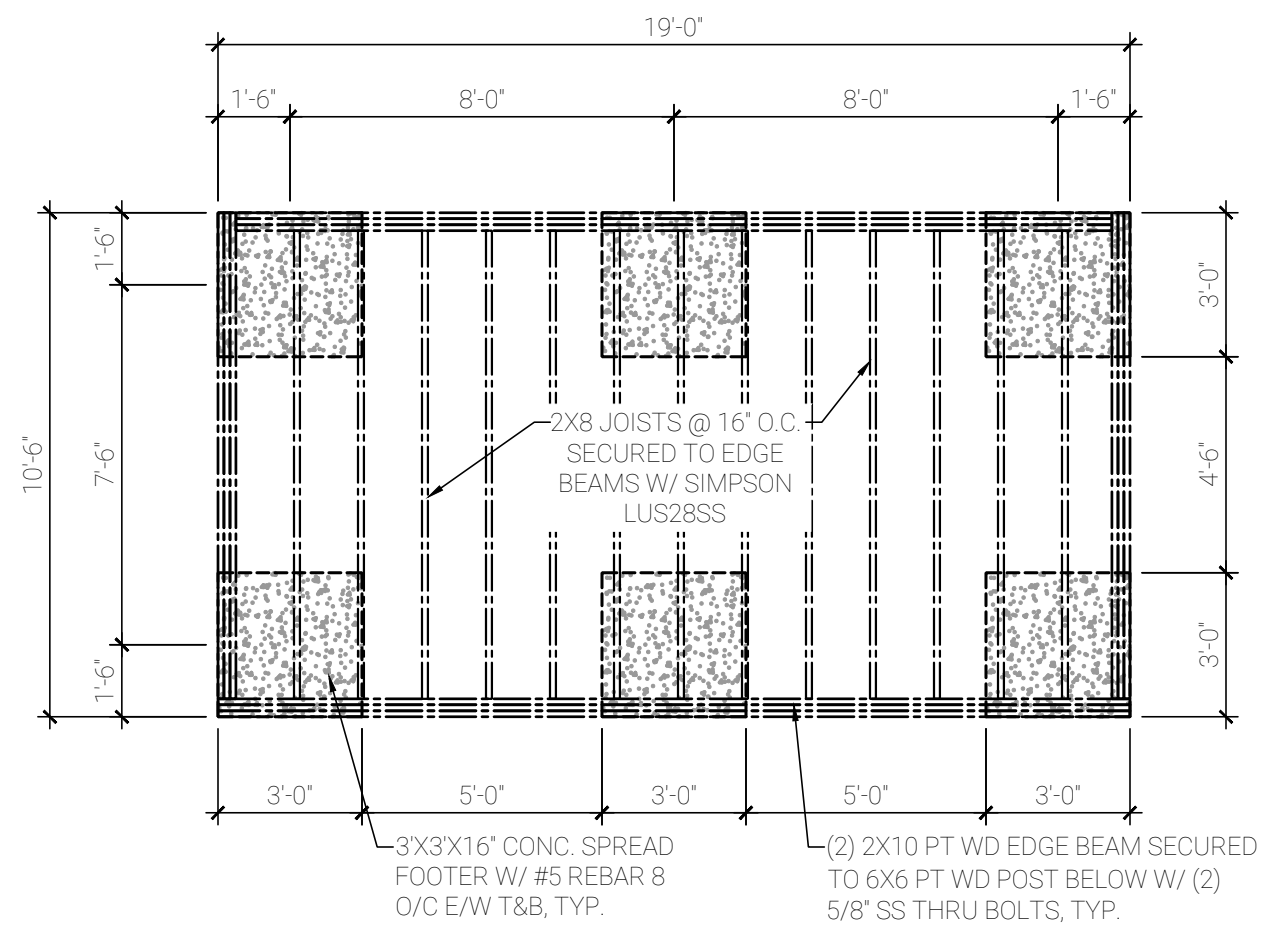 19'-0"
1'-6"
8'-0"
8'-0"
1'-6"
1'-6"
3'-0"
10'-6"
7'-6"
4'-6"
2X8 JOISTS @ 16" O.C.
SECURED TO EDGE
BEAMS W/ SIMPSON
LUS28SS
1'-6"
3'-0"
3'-0"
5'-0"
3'-0"
5'-0"
3'-0"
3'X3'X16" CONC. SPREAD
FOOTER W/ #5 REBAR 8
O/C E/W T&B, TYP.
(2) 2X10 PT WD EDGE BEAM SECURED
TO 6X6 PT WD POST BELOW W/ (2)
5/8" SS THRU BOLTS, TYP.